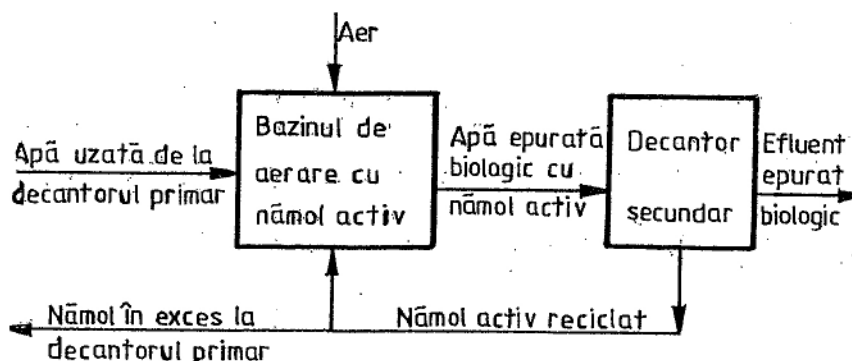 Aer
Apă uzată de la
decantorul primar
Bazinul de
aerare cu
nămol activ
Apă epurată
biologic cu
nămol activ
Decantor
secundar
Efluent
epurat
biologic
Nămol în exces la
decantorul primar
Nămol activ reciclat